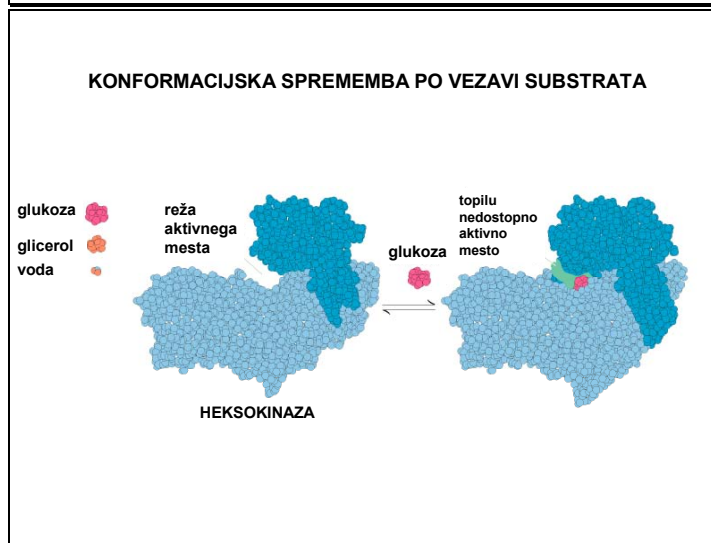 KONFORMACIJSKA SPREMEMBA PO VEZAVI SUBSTRATA
glukoza
glicerol
voda
reža
aktivnega
mesta
glukoza
topilu
nedostopno
aktivno
mesto
HEKSOKINAZA